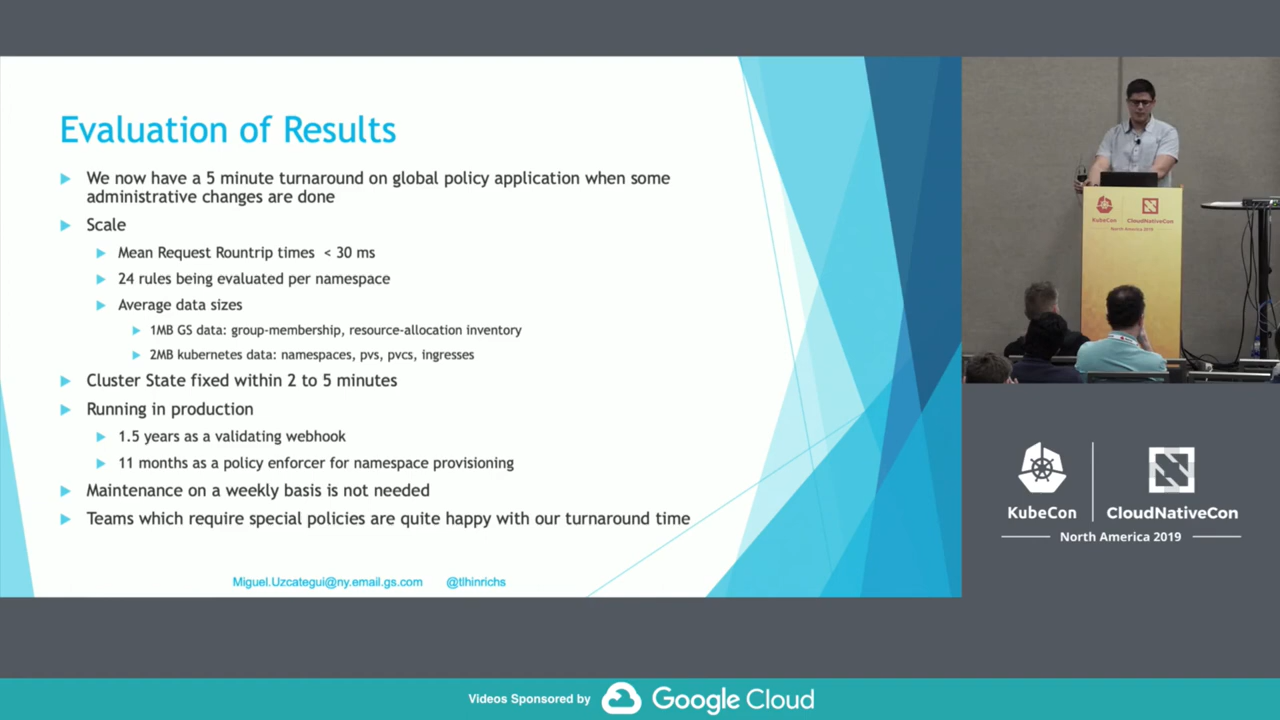 Evaluation of Results
We now have a 5 minute turnaround on global policy application when some
administrative changes are done
Scale
Mean Request Rountrip times < 30 ms
24 rules being evaluated per namespace
Average data sizes
1MB GS data: group-membership, resource-allocation inventory
2MB kubernetes data: namespaces, pvs, pvcs, ingresses
Cluster State fixed within 2 to 5 minutes
Running in production
1.5 years as a validating webhook
11 months as a policy enforcer for namespace provisioning
Maintenance on a weekly basis is not needed
Teams which require special policies are quite happy with our turnaround time
Miguel.Uzcategui@ny.email.gs.com @tlhinrichs
KubeCon CloudNativeCon
North America 2019
KubeCon CloudNativeCon
North America 2019
Videos Sponsored by Google Cloud